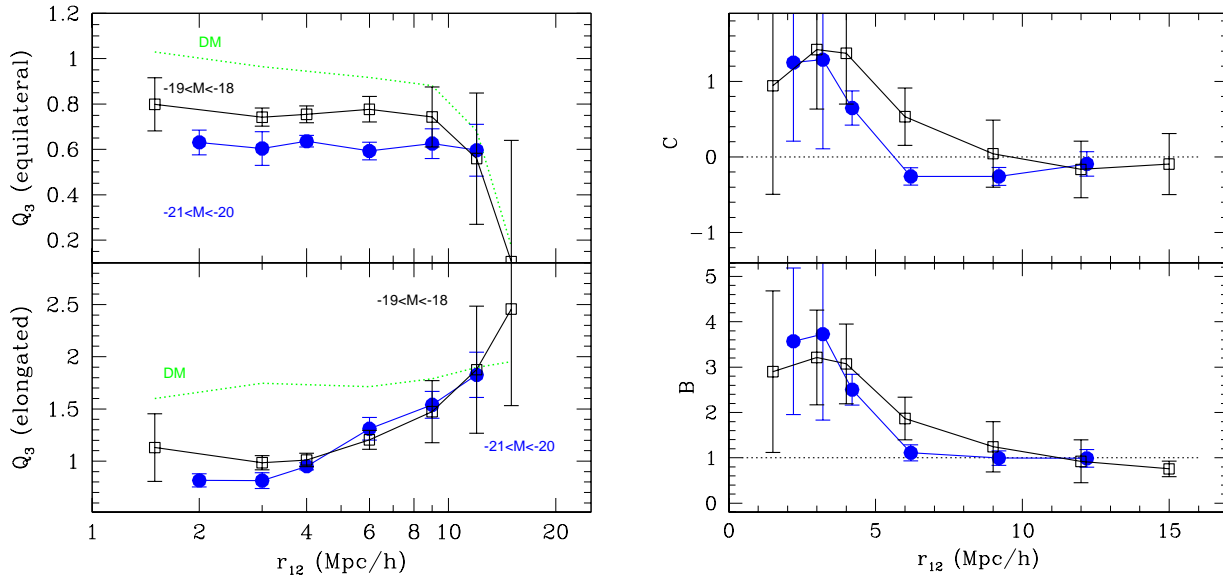 1.2
1
0.8
0.6
0.4
0.2
Q3 (equilateral)
DM
-19<M<-18
-21<M<-20
2.5
2
1.5
1
Q3 (elongated)
-19<M<-18
DM
-21<M<-20
1 2 4 6 8 10 20
r12 (Mpc/h)
1
0
−1
C
5
4
3
2
1
0
B
0 5 10 15
r12 (Mpc/h)